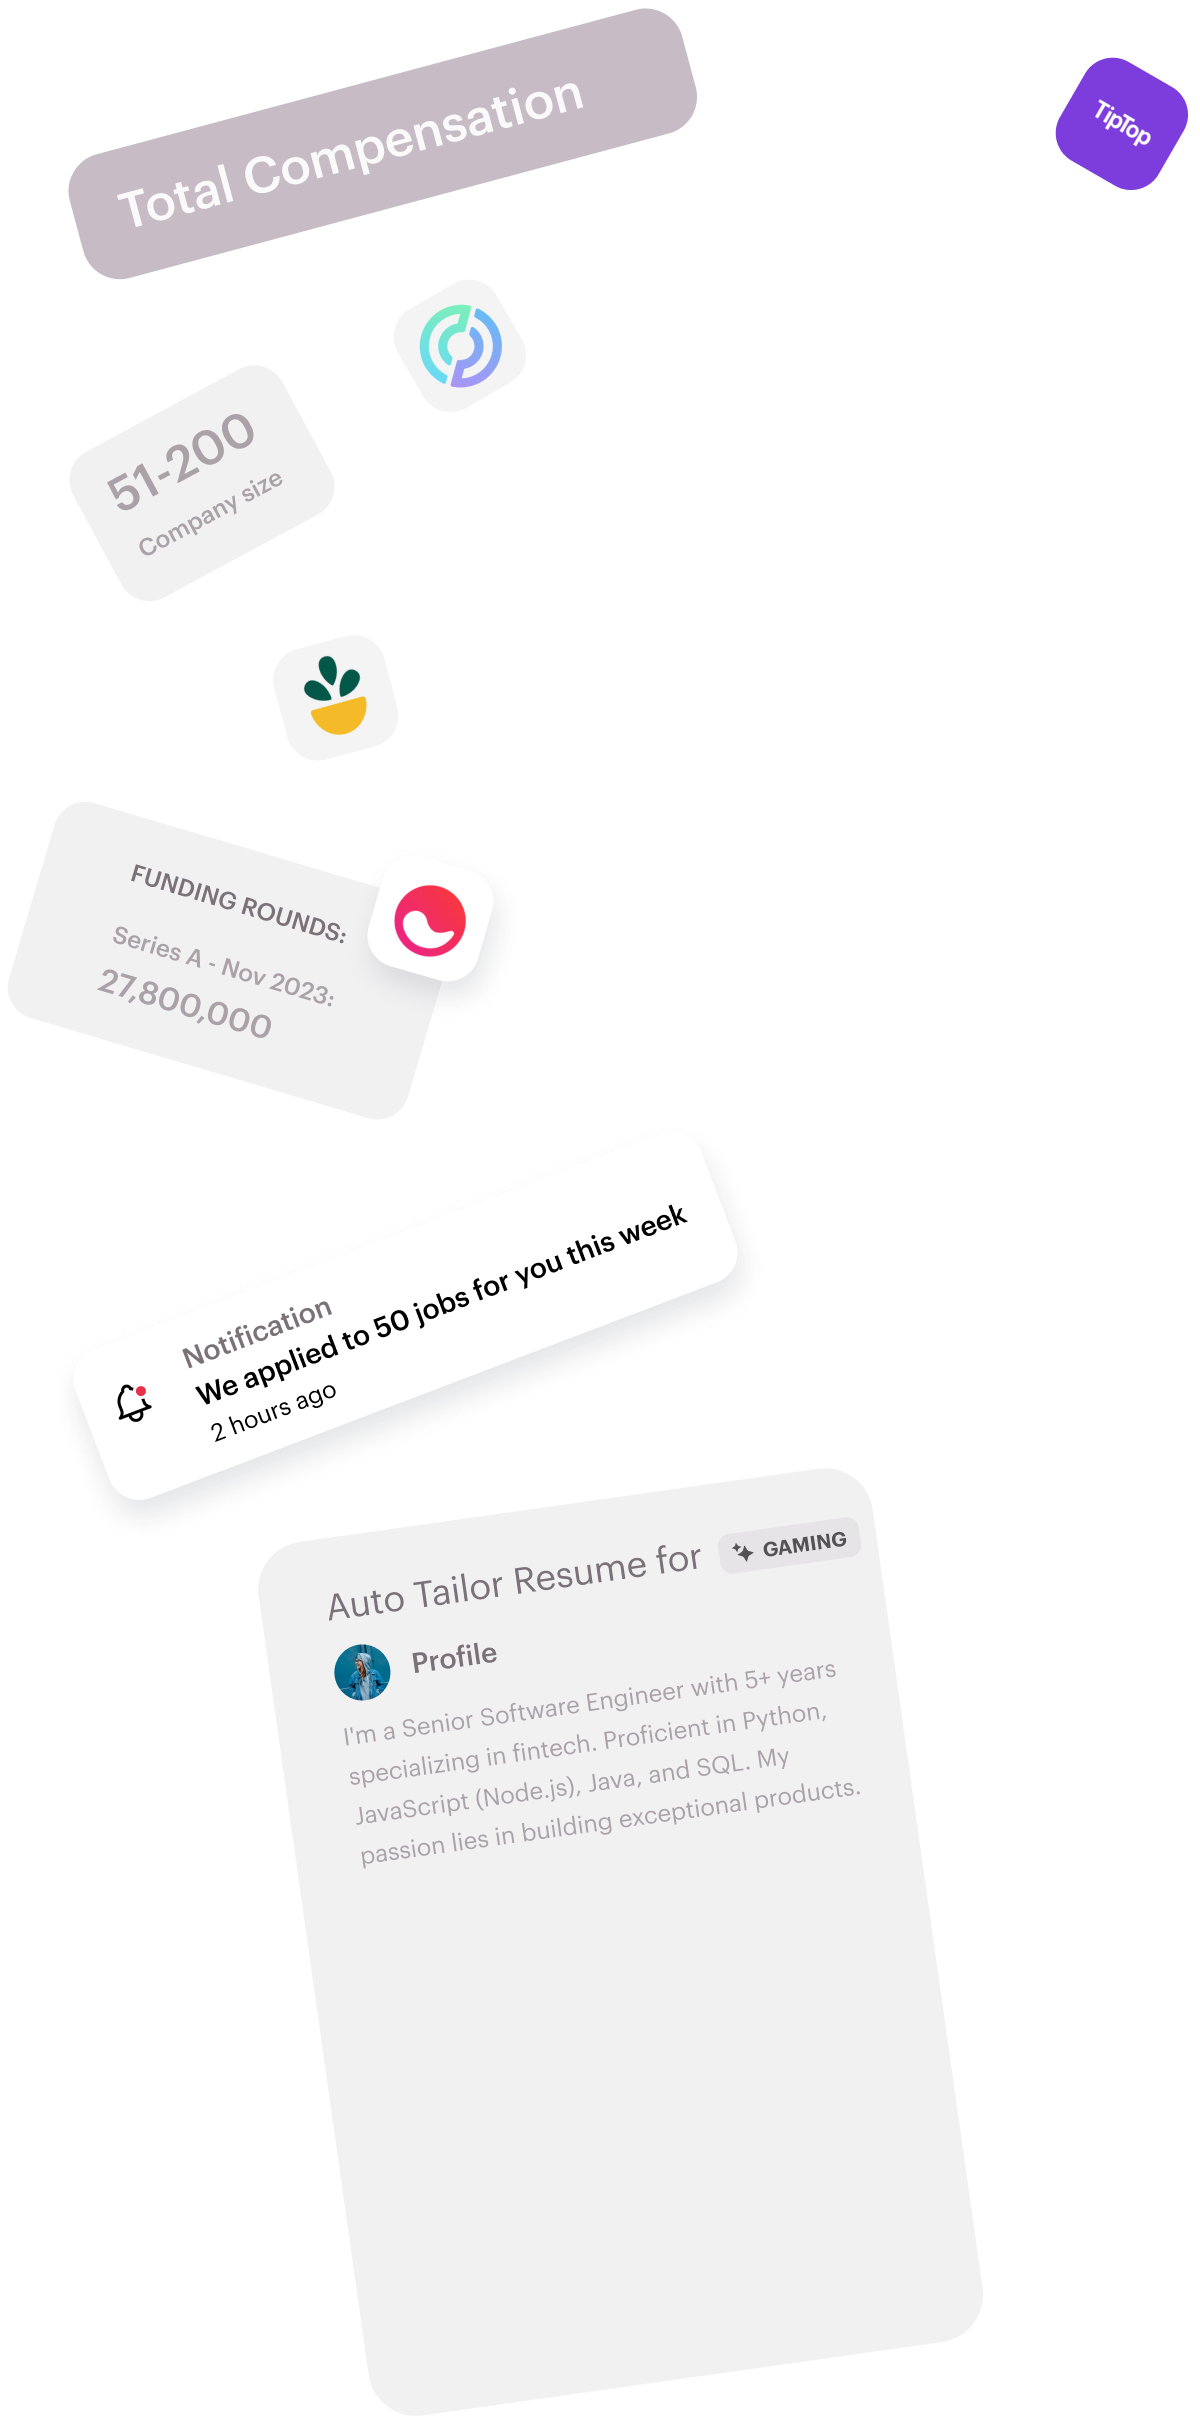 Total Compensation
TipTop
51-200
Company size
FUNDING ROUNDS:
Series A - Nov 2023:
27,800,000
Notification
We applied to 50 jobs for you this week
2 hours ago
Auto Tailor Resume for GAMING
Profile
I'm a Senior Software Engineer with 5+ years
specializing in fintech. Proficient in Python,
JavaScript (Node.js), Java, and SQL. My
passion lies in building exceptional products.